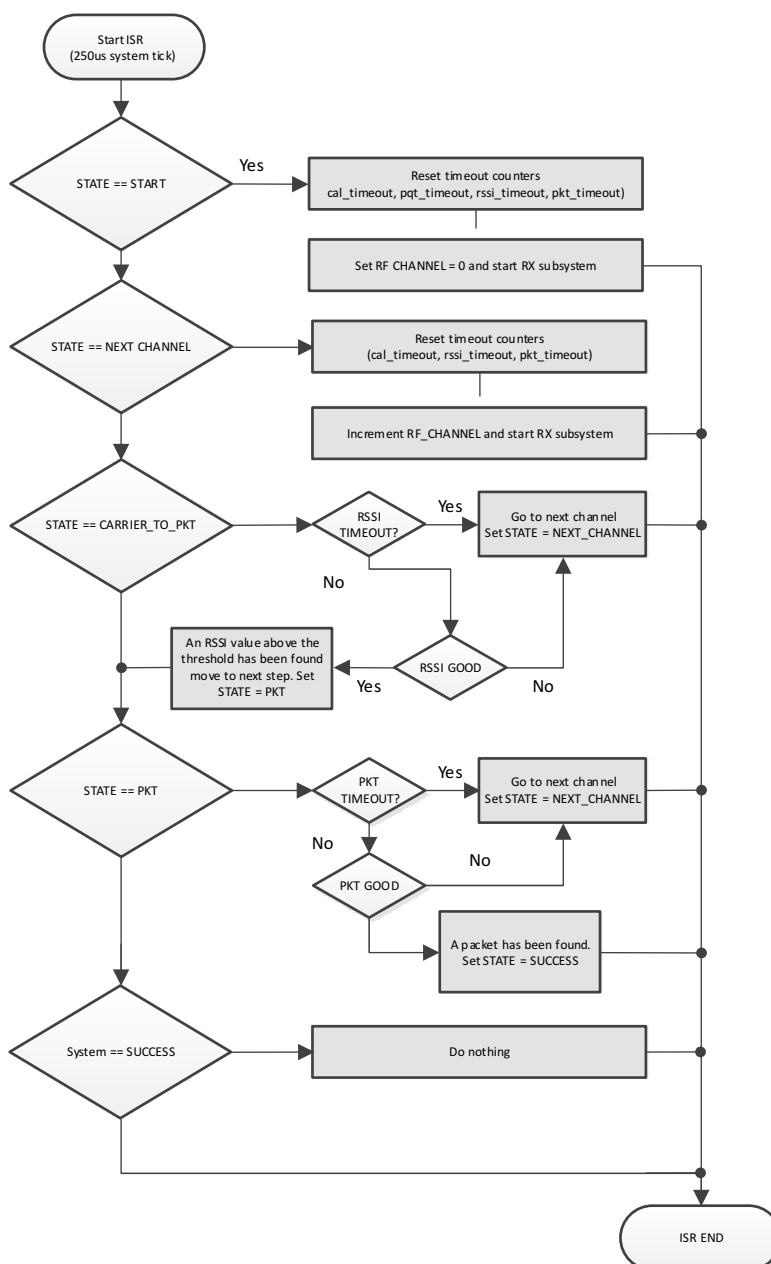 Start ISR
(250us system tick)
STATE == START
Yes
Reset timeout counters
cal_timeout, pqt_timeout, rssi_timeout, pkt_timeout)
Set RF CHANNEL = 0 and start RX subsystem
STATE == NEXT CHANNEL
Reset timeout counters
(cal_timeout, rssi_timeout, pkt_timeout)
Increment RF_CHANNEL and start RX subsystem
STATE == CARRIER_TO_PKT
RSSI
TIMEOUT?
Yes
Go to next channel
Set STATE = NEXT_CHANNEL
No
An RSSI value above the
threshold has been found
move to next step. Set
STATE = PKT
Yes
RSSI GOOD
No
STATE == PKT
PKT
TIMEOUT?
Yes
Go to next channel
Set STATE = NEXT_CHANNEL
No
PKT GOOD
No
A packet has been found.
Set STATE = SUCCESS
System == SUCCESS
Do nothing
ISR END